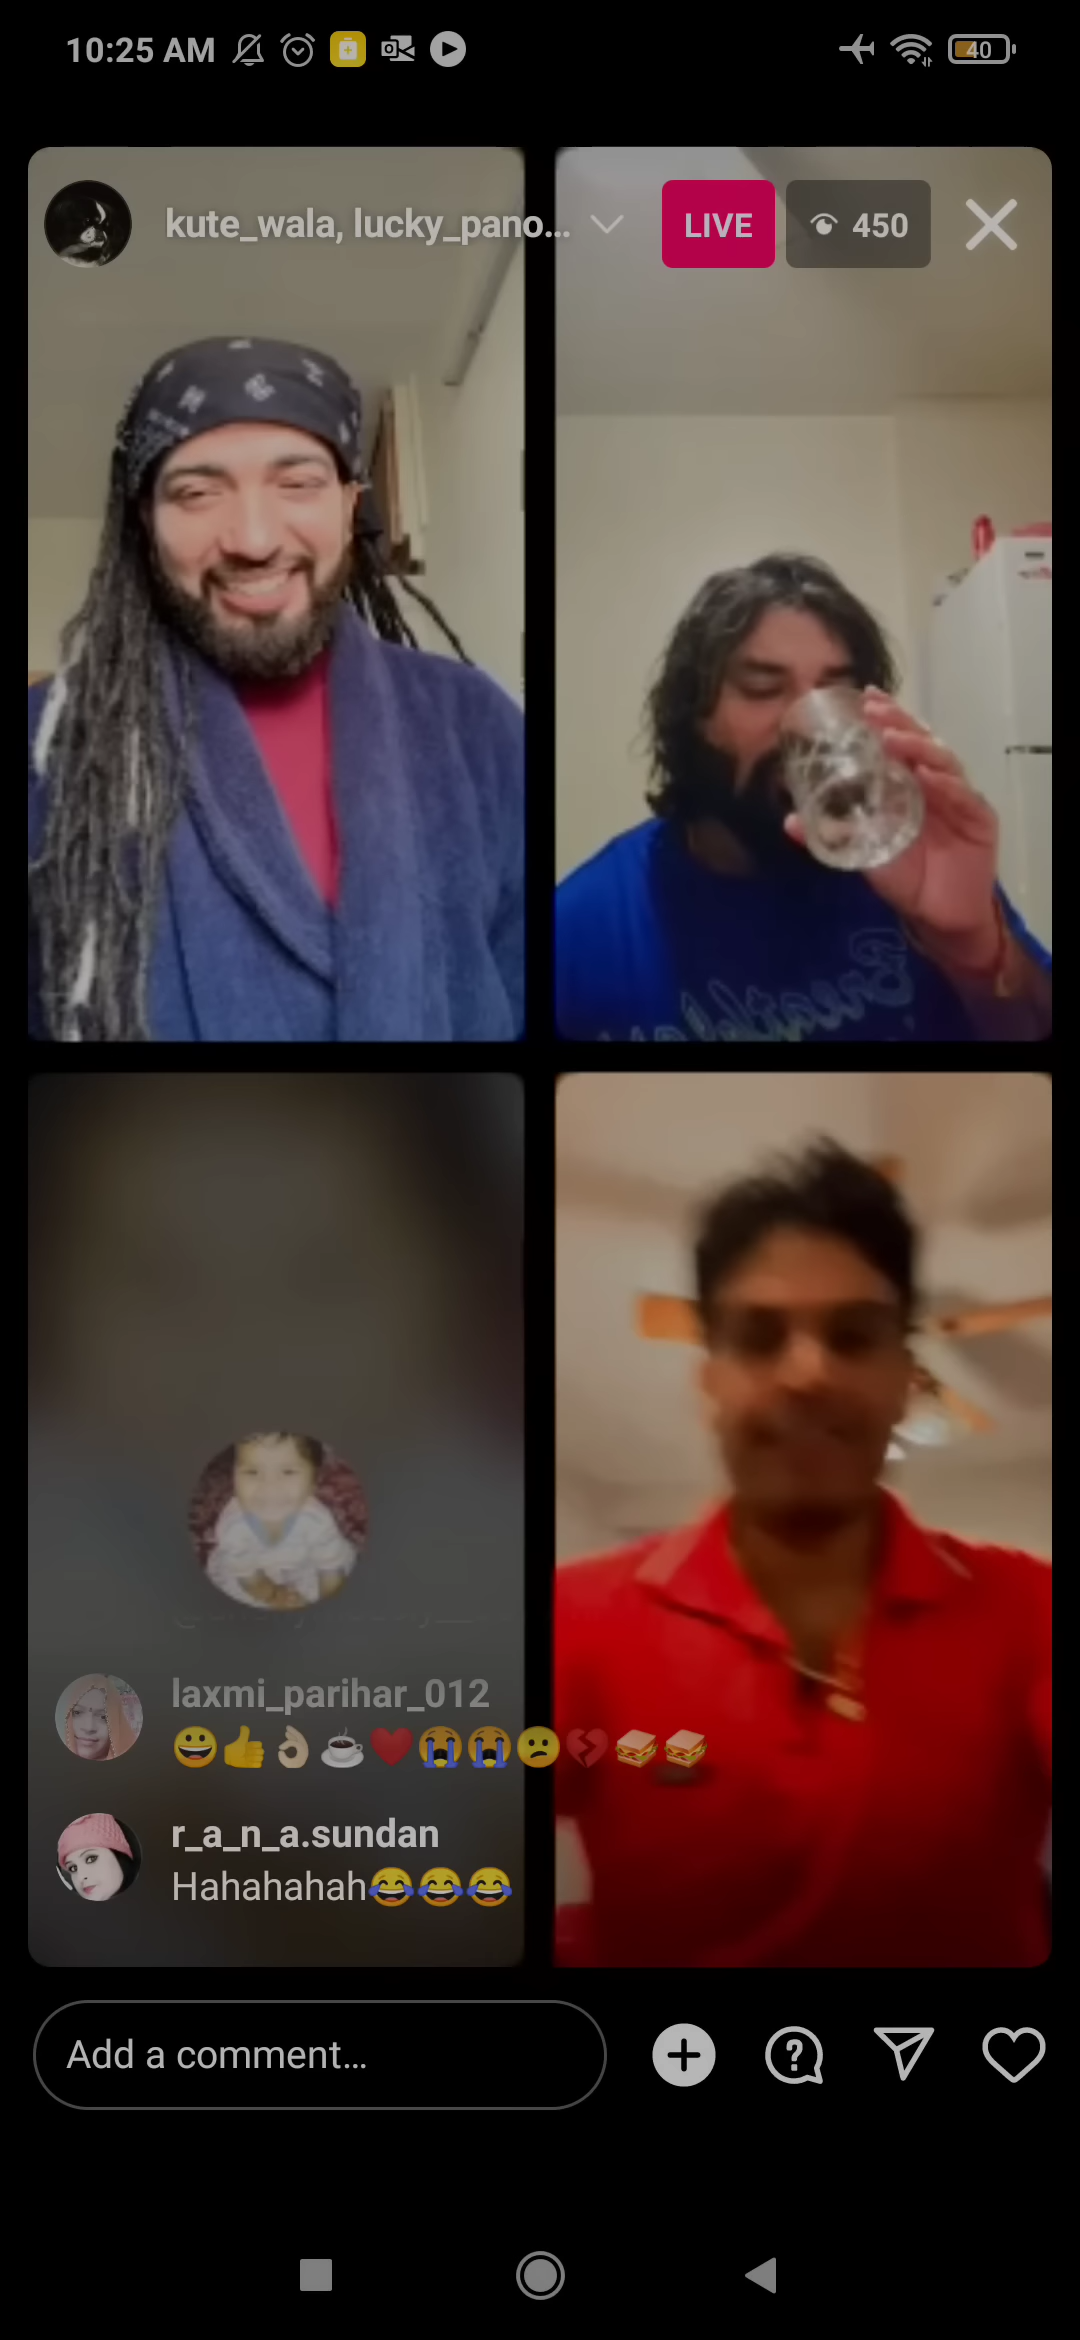 10:25 AM
40
kute_wala, lucky_pano...
LIVE
450
laxmi_parihar_012
😀👍👌🏼☕❤️😭😭😕💔🥪🥪
r_a_n_a.sundan
Hahahahah😂😂😂
Add a comment...